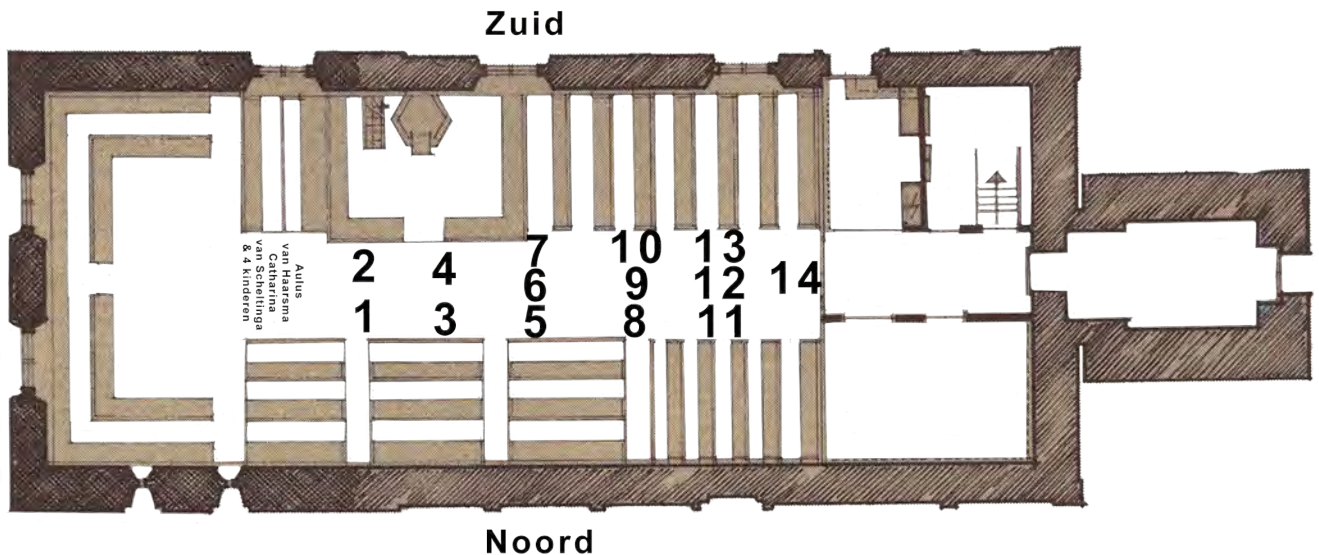 Zuid
Aulus
van Haarsma
Catharina
van Scheltinga
& 4 kinderen
2
1
4
3
7
6
5
10
9
8
13
12
11
14
Noord